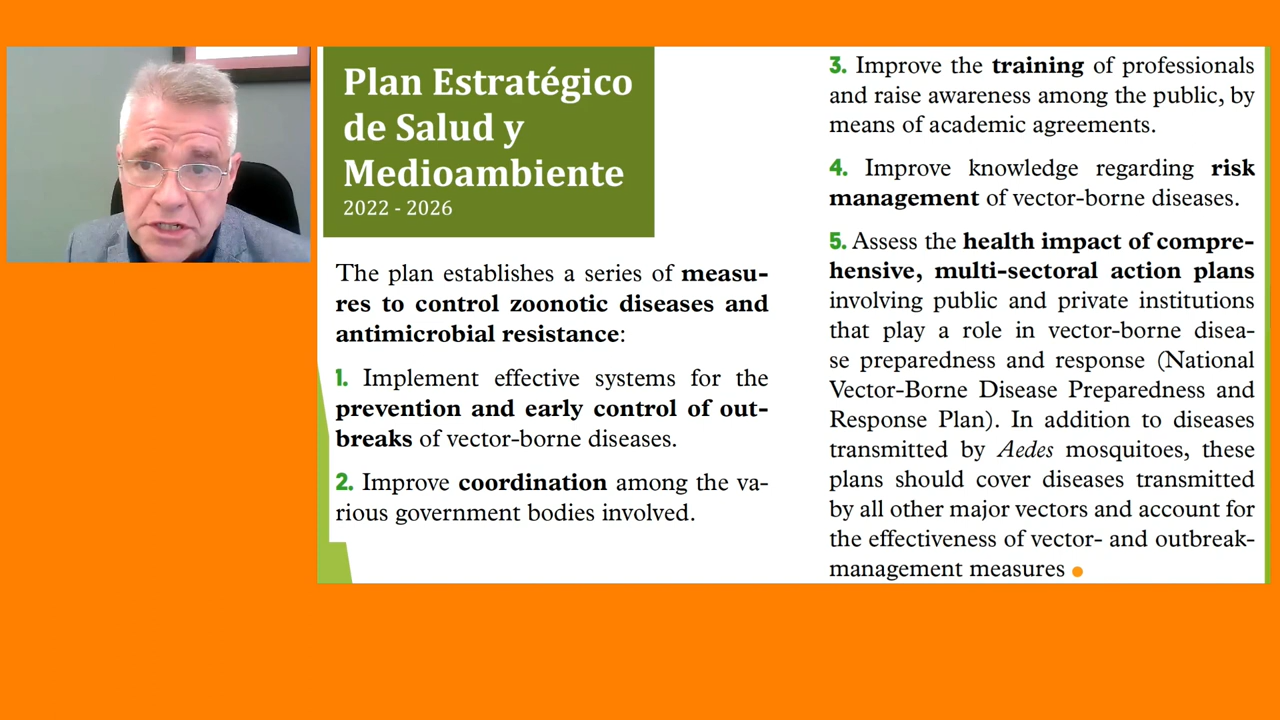 Plan Estratégico
de Salud y
Medioambiente
2022 - 2026
The plan establishes a series of measu-
res to control zoonotic diseases and
antimicrobial resistance:
1. Implement effective systems for the
prevention and early control of out-
breaks of vector-borne diseases.
2. Improve coordination among the va-
rious government bodies involved.
3. Improve the training of professionals
and raise awareness among the public, by
means of academic agreements.
4. Improve knowledge regarding risk
management of vector-borne diseases.
5. Assess the health impact of compre-
hensive, multi-sectoral action plans
involving public and private institutions
that play a role in vector-borne disea-
se preparedness and response (National
Vector-Borne Disease Preparedness and
Response Plan). In addition to diseases
transmitted by Aedes mosquitoes, these
plans should cover diseases transmitted
by all other major vectors and account for
the effectiveness of vector- and outbreak-
management measures